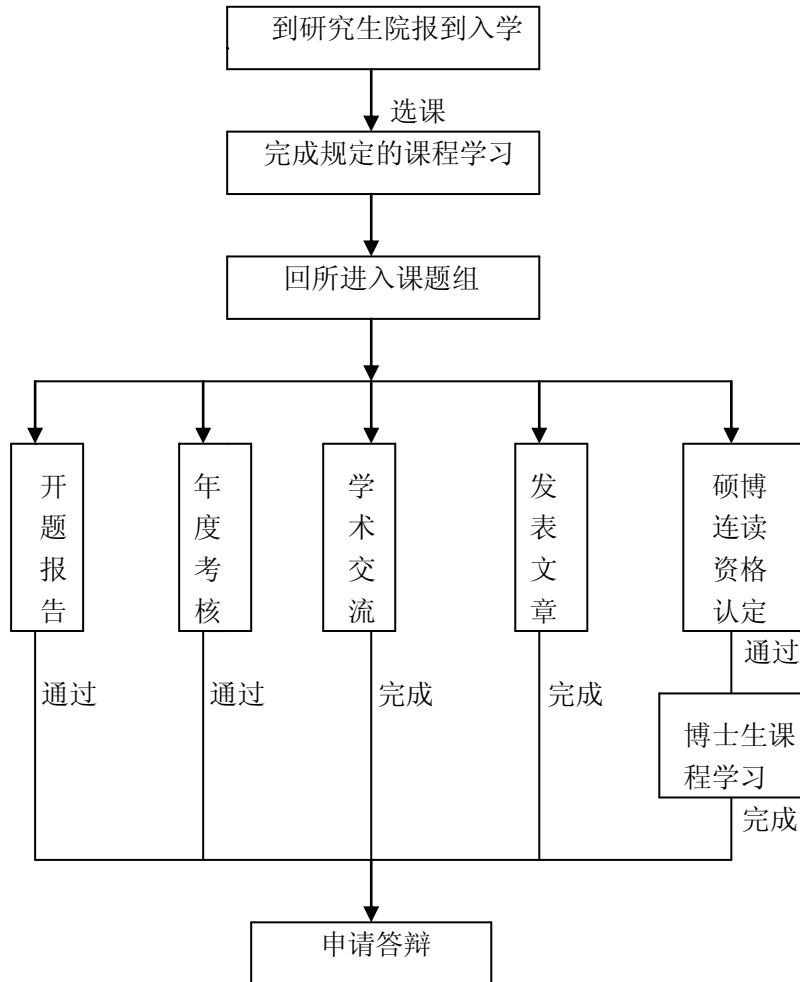 到研究生院报到入学
选课
完成规定的课程学习
回所进入课题组
开
题
报
告
年
度
考
核
学
术
交
流
发
表
文
章
硕博
连读
资格
认定
通过
通过
通过
完成
完成
博士生课
程学习
完成
申请答辩